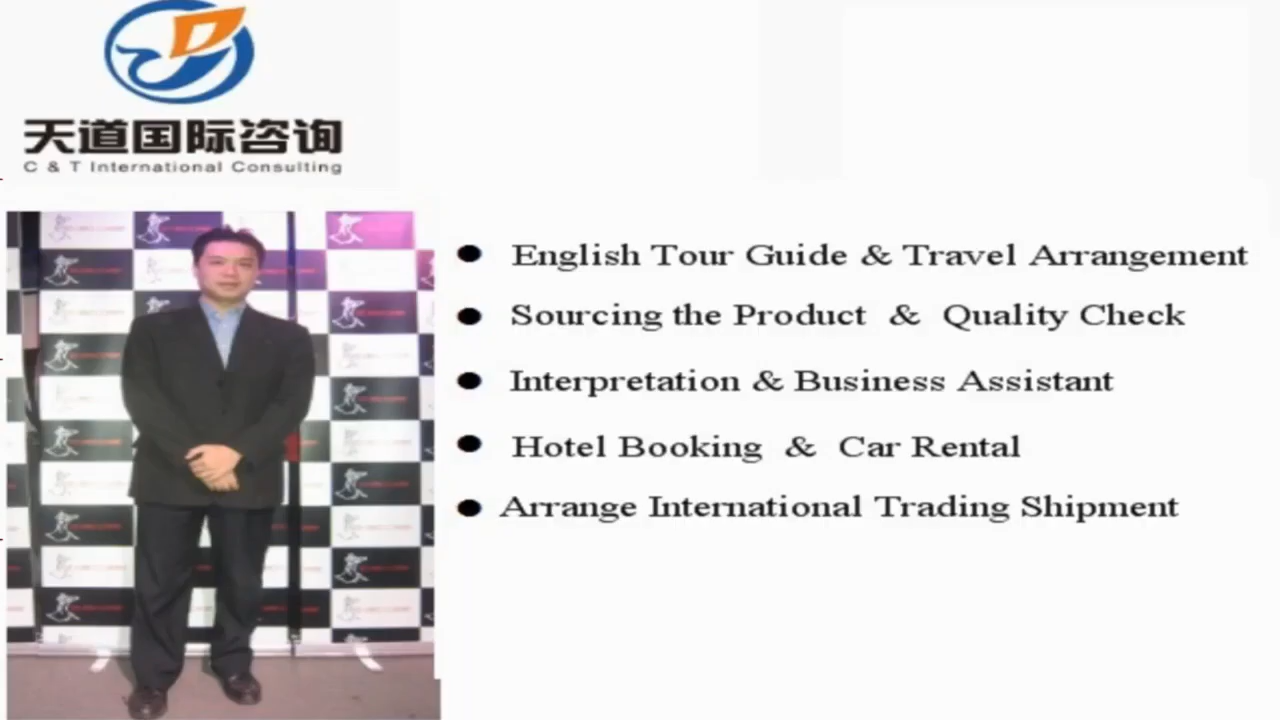 天道国际咨询
C & T International Consulting
● English Tour Guide & Travel Arrangement
● Sourcing the Product & Quality Check
● Interpretation & Business Assistant
● Hotel Booking & Car Rental
● Arrange International Trading Shipment